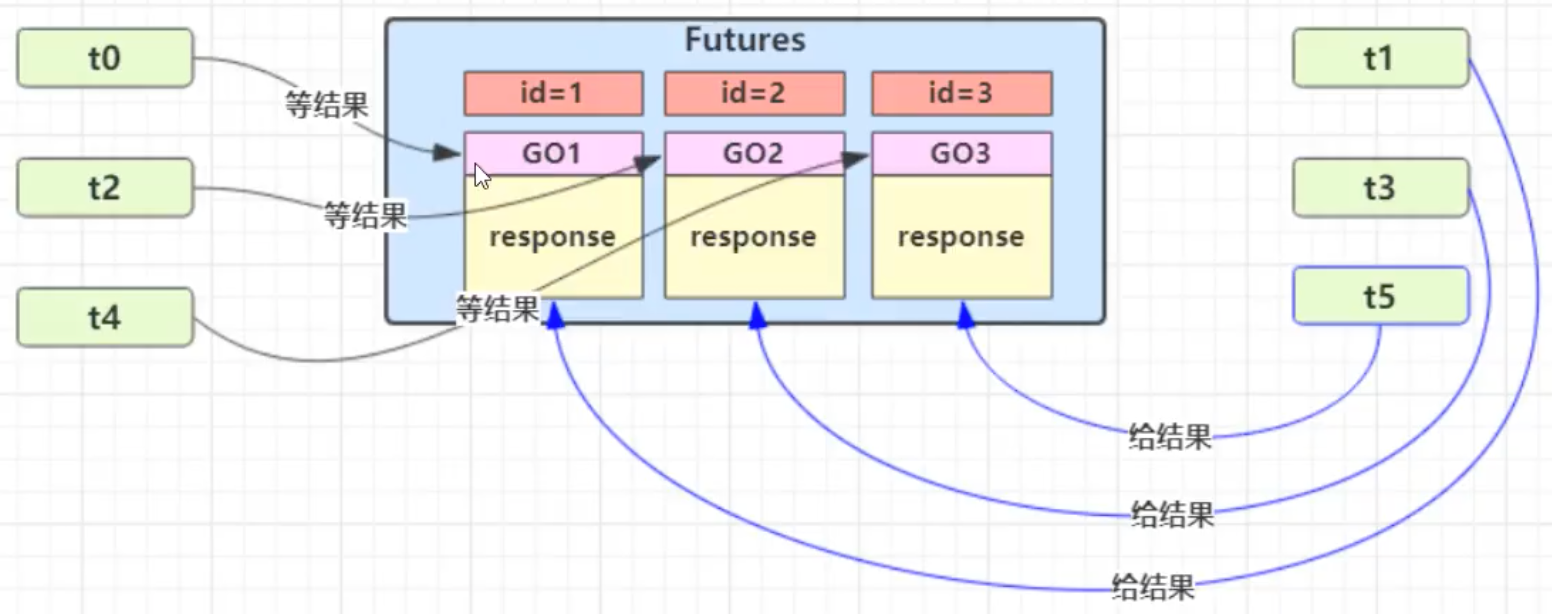 Futures
t0
t1
id=1
id=2
id=3
等结果
GO1
GO2
GO3
t2
t3
等结果
response
response
response
t4
t5
等结果
给结果
给结果
给结果